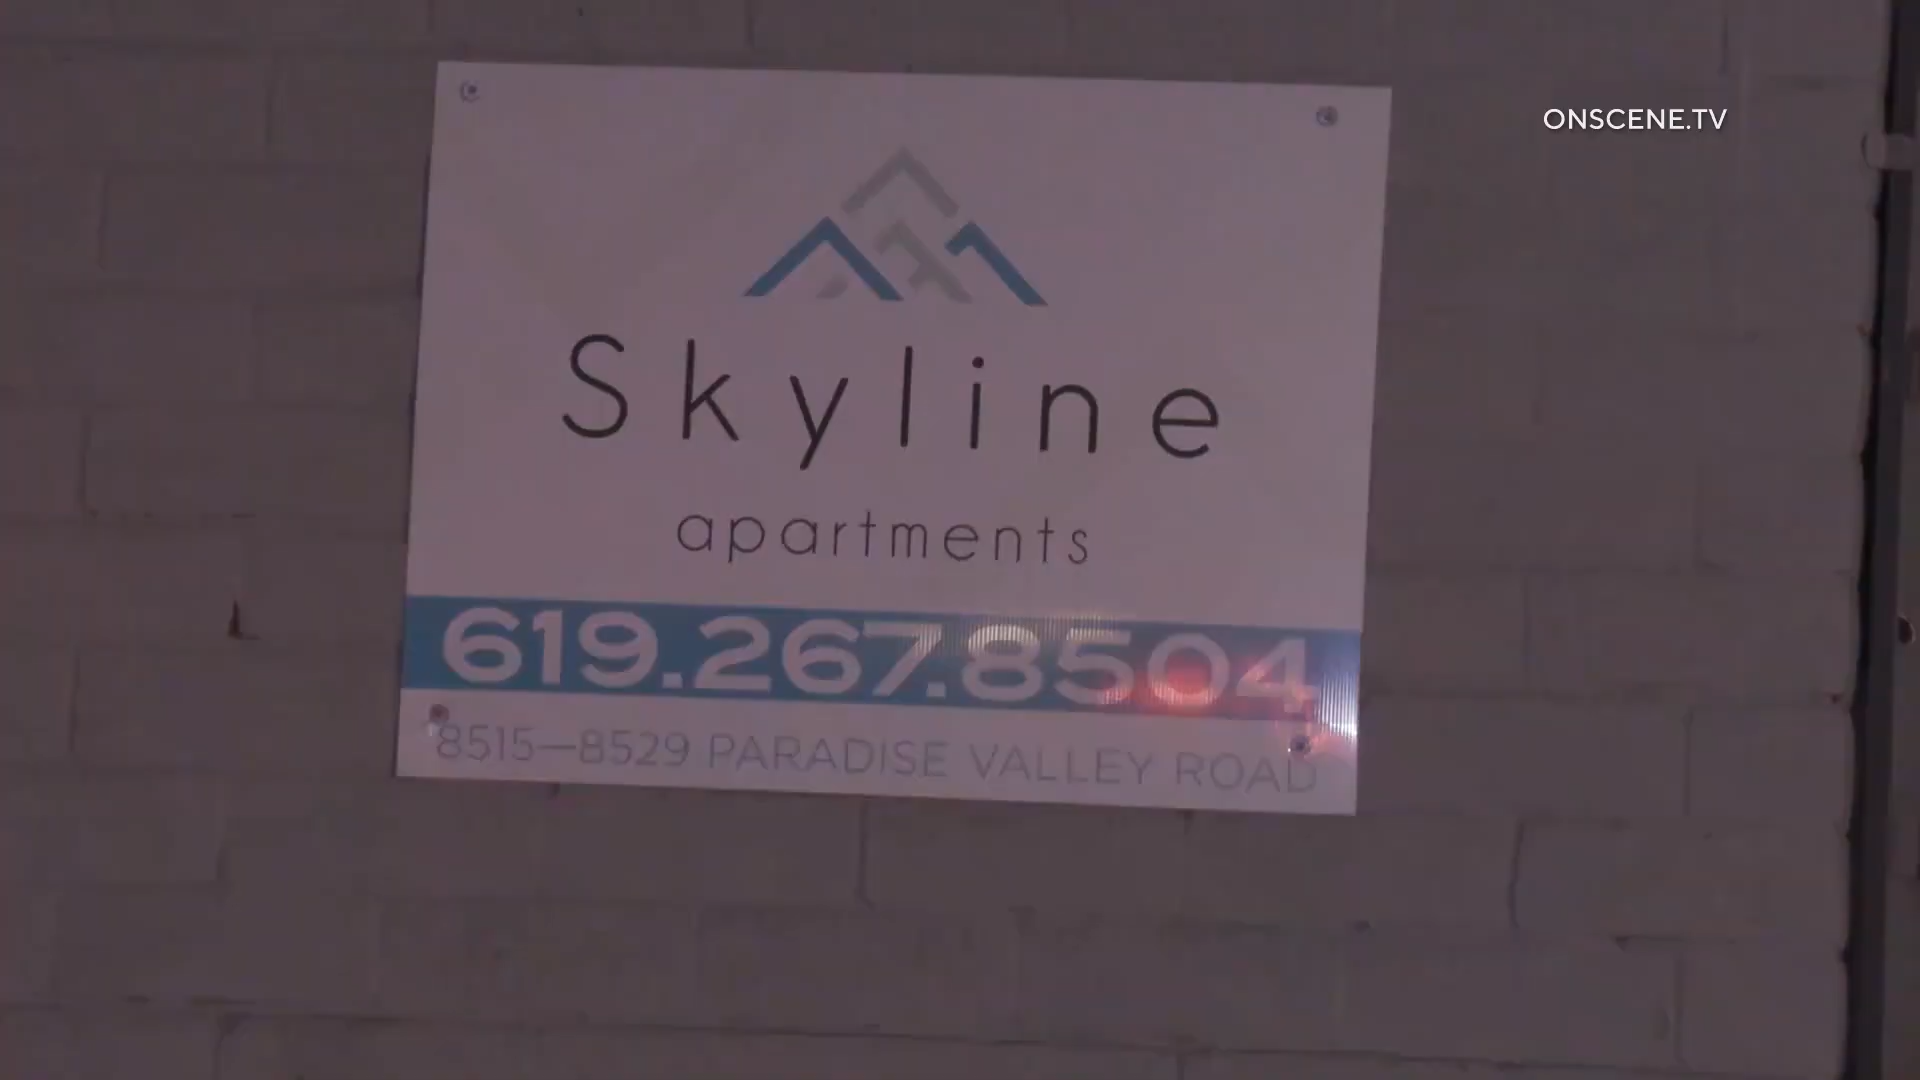 ONSCENE.TV
Skyline
apartments
619.267.8504
8515—8529 PARADISE VALLEY ROAD